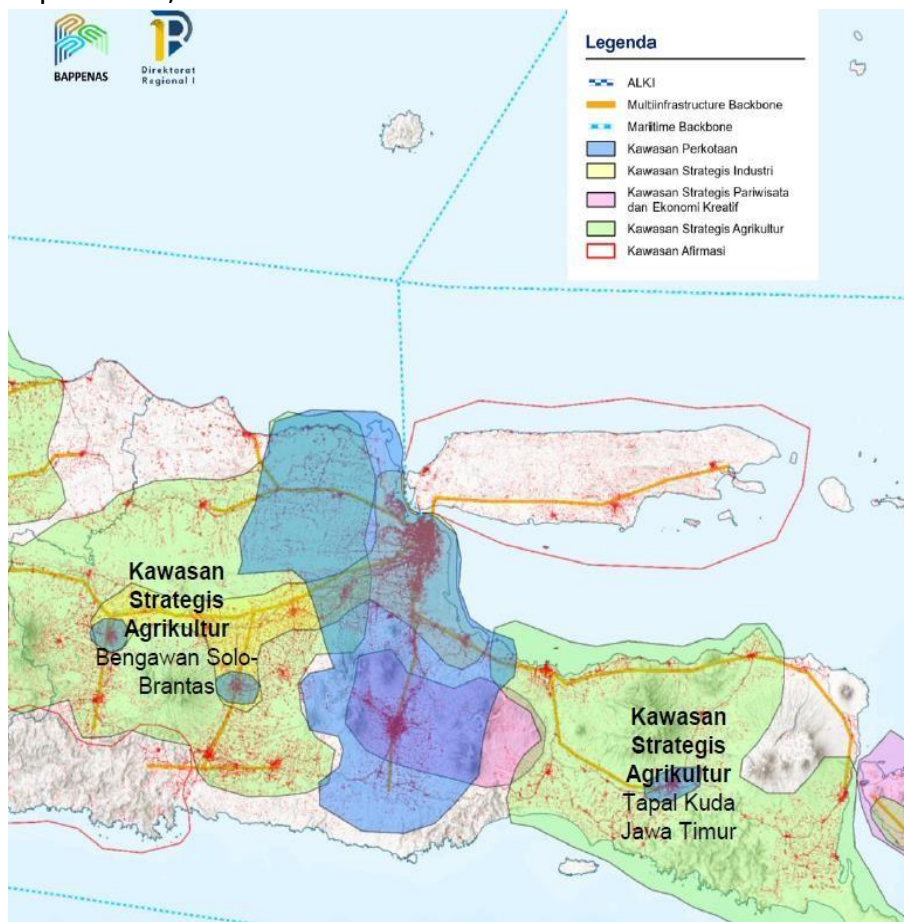 BAPPENAS
Direktorat
Regional I
Legenda
ALKI
Multiinfrastructure Backbone
Maritime Backbone
Kawasan Perkotaan
Kawasan Strategis Industri
Kawasan Strategis Pariwisata
dan Ekonomi Kreatif
Kawasan Strategis Agrikultur
Kawasan Afirmasi
Kawasan
Strategis
Agrikultur
Bengawan Solo-
Brantas
Kawasan
Strategis
Agrikultur
Tapal Kuda
Jawa Timur